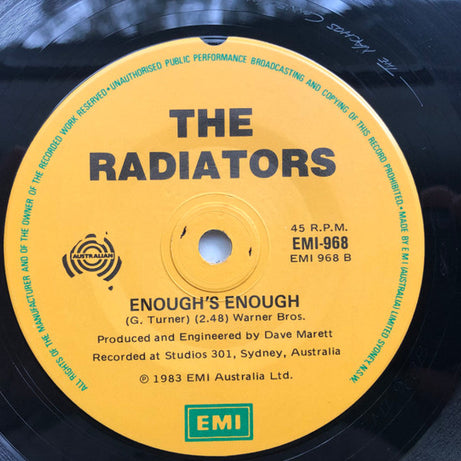 ALL RIGHTS OF THE MANUFACTURER AND OF THE OWNER OF THE RECORDED WORK RESERVED • UNAUTHORISED PUBLIC PERFORMANCE BROADCASTING AND COPYING OF THIS RECORD PROHIBITED • MADE BY EMI (AUSTRALIA) LIMITED SYDNEY N.S.W.
THE
RADIATORS
45 R.P.M.
EMI-968
EMI 968 B
AUSTRALIAN
ENOUGH'S ENOUGH
(G. Turner) (2.48) Warner Bros.
Produced and Engineered by Dave Marett
Recorded at Studios 301, Sydney, Australia
℗ 1983 EMI Australia Ltd.
EMI